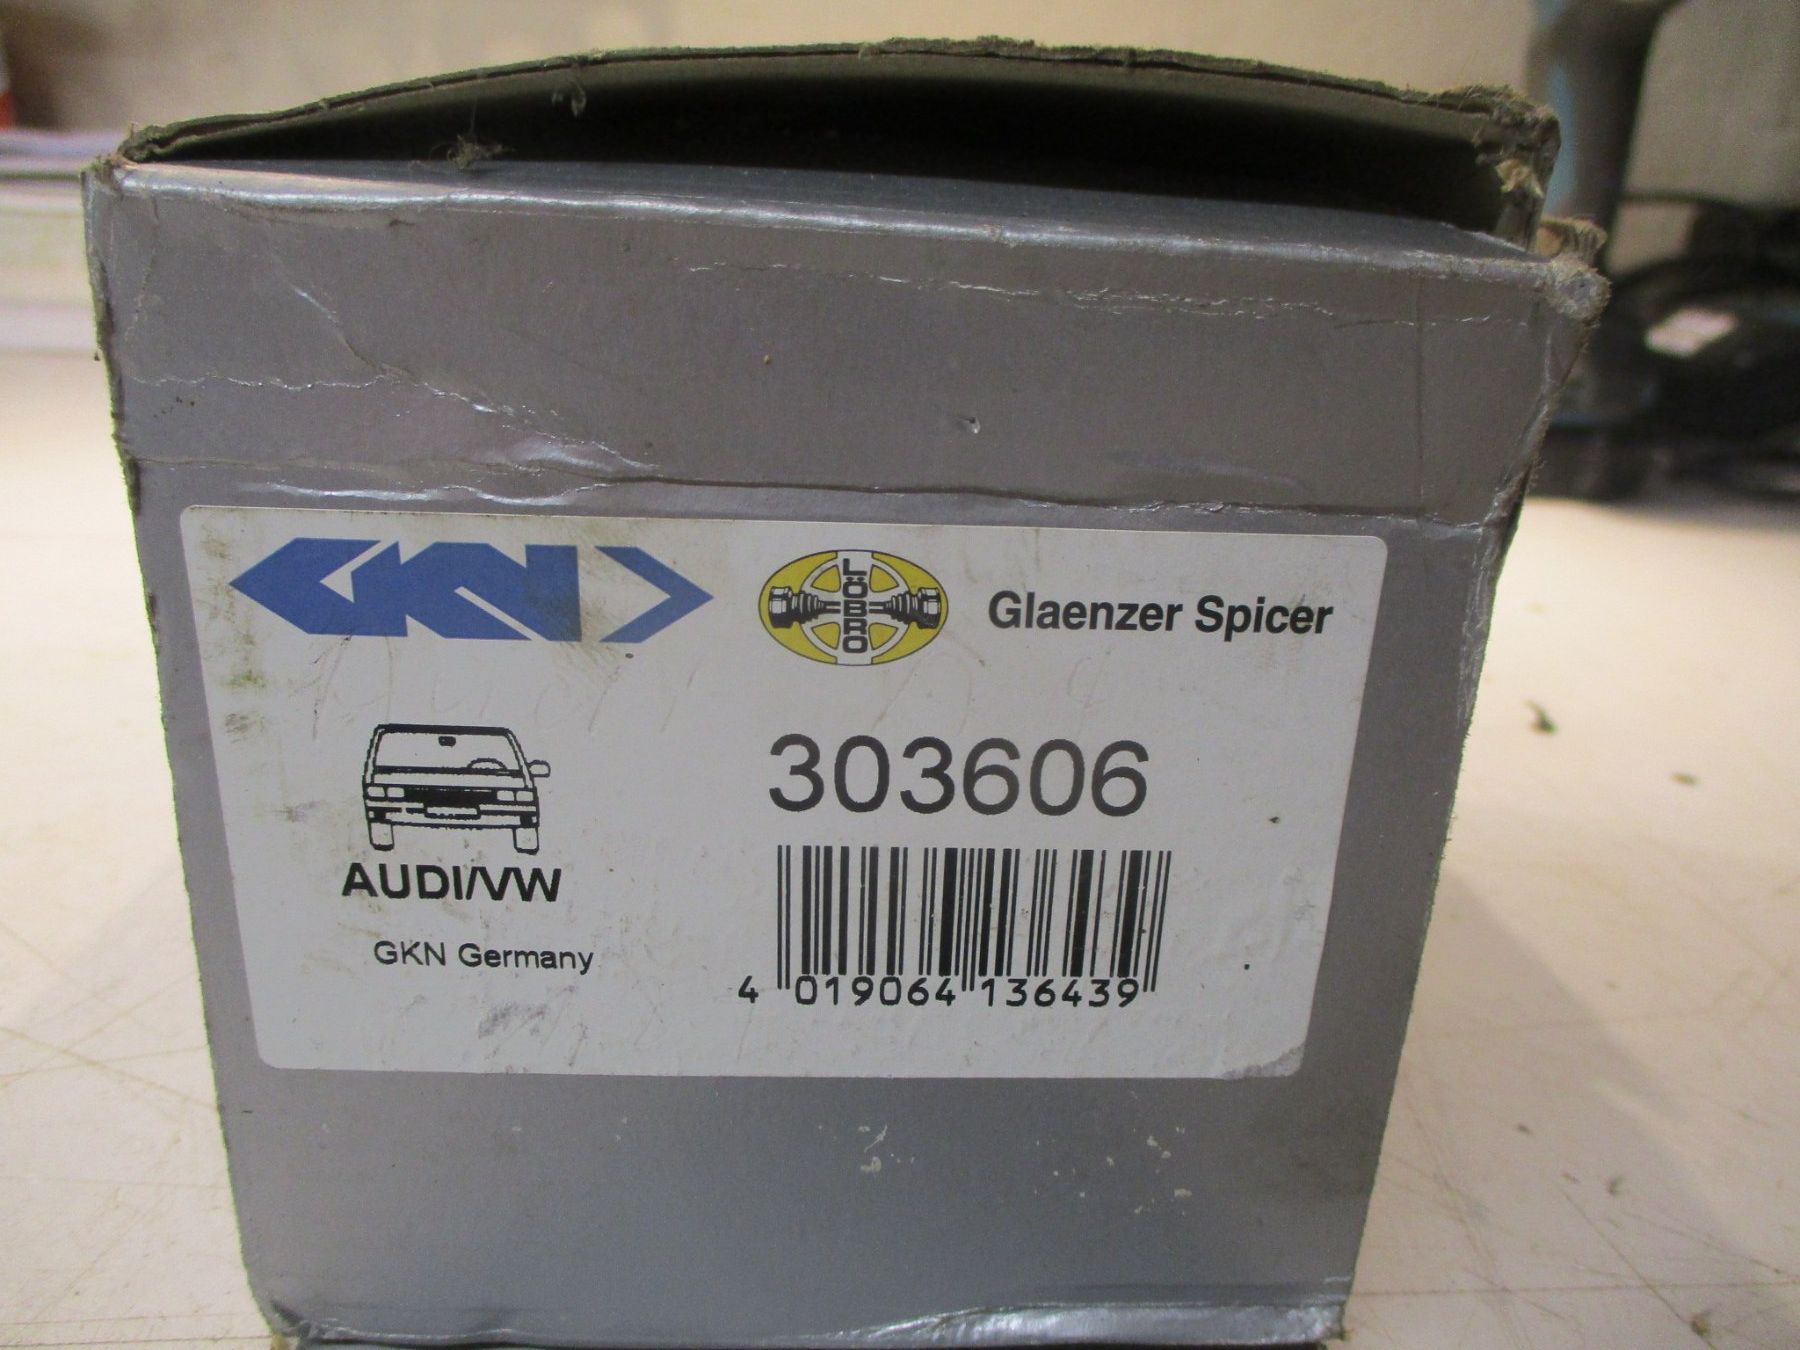 GKN
LÖBRO
Glaenzer Spicer
303606
AUDI/VW
GKN Germany
4 019064 136439